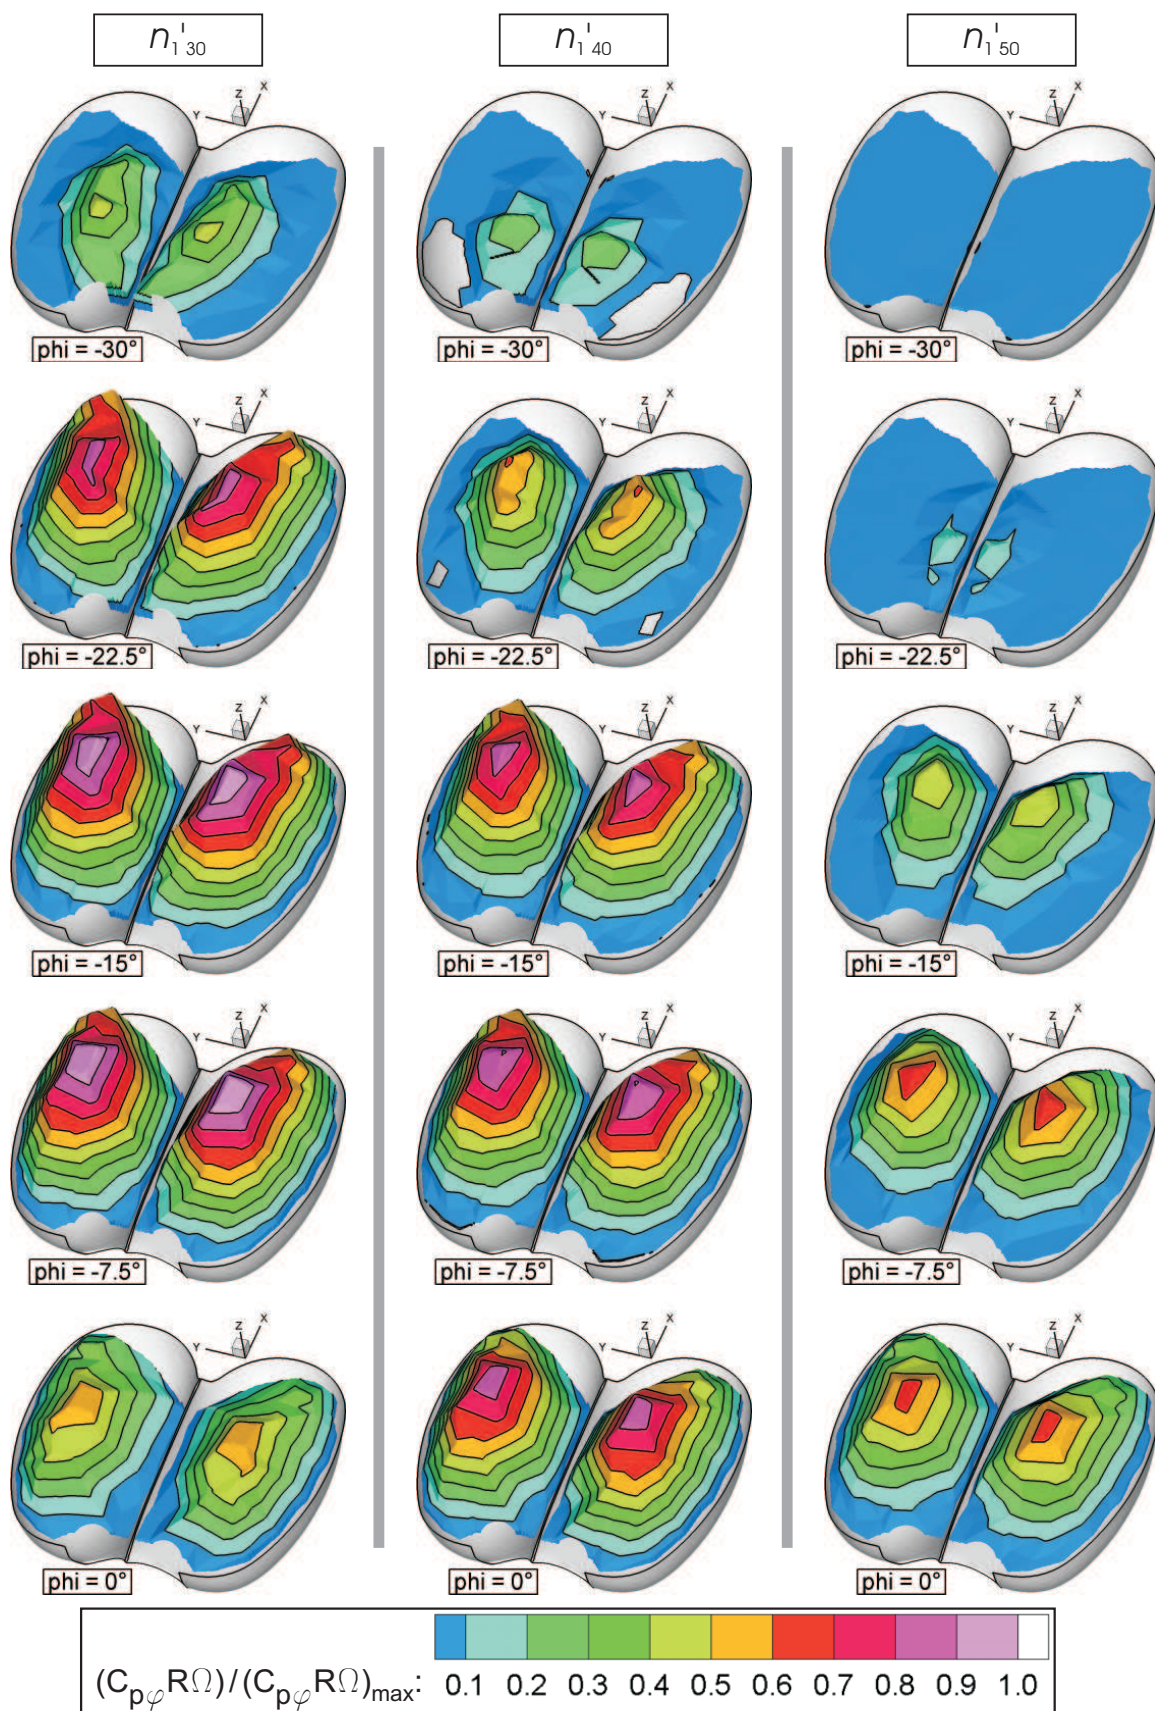 n'1 30 n'1 40 n'1 50
Z X Y Z X Y Z X Y
phi = -30° phi = -30° phi = -30°
Z X Y Z X Y Z X Y
phi = -22.5° phi = -22.5° phi = -22.5°
Z X Y Z X Y Z X Y
phi = -15° phi = -15° phi = -15°
Z X Y Z X Y Z X Y
phi = -7.5° phi = -7.5° phi = -7.5°
Z X Y Z X Y Z X Y
phi = 0° phi = 0° phi = 0°
(CpφRΩ)/(CpφRΩ)max: 0.1 0.2 0.3 0.4 0.5 0.6 0.7 0.8 0.9 1.0